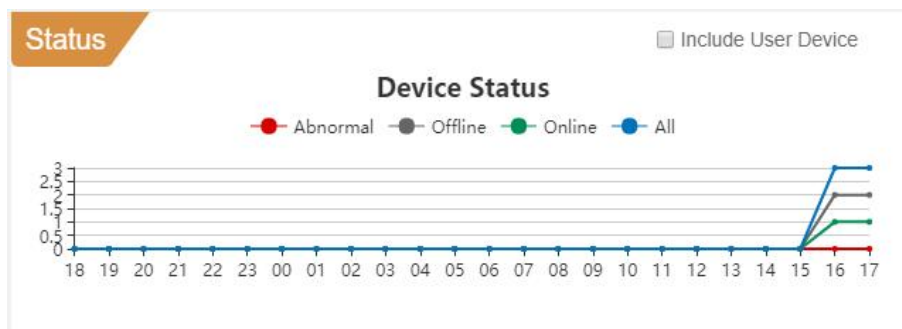 Status
Include User Device
Device Status
Abnormal Offline Online All
3
2.5
2
1.5
1
0.5
0
18 19 20 21 22 23 00 01 02 03 04 05 06 07 08 09 10 11 12 13 14 15 16 17